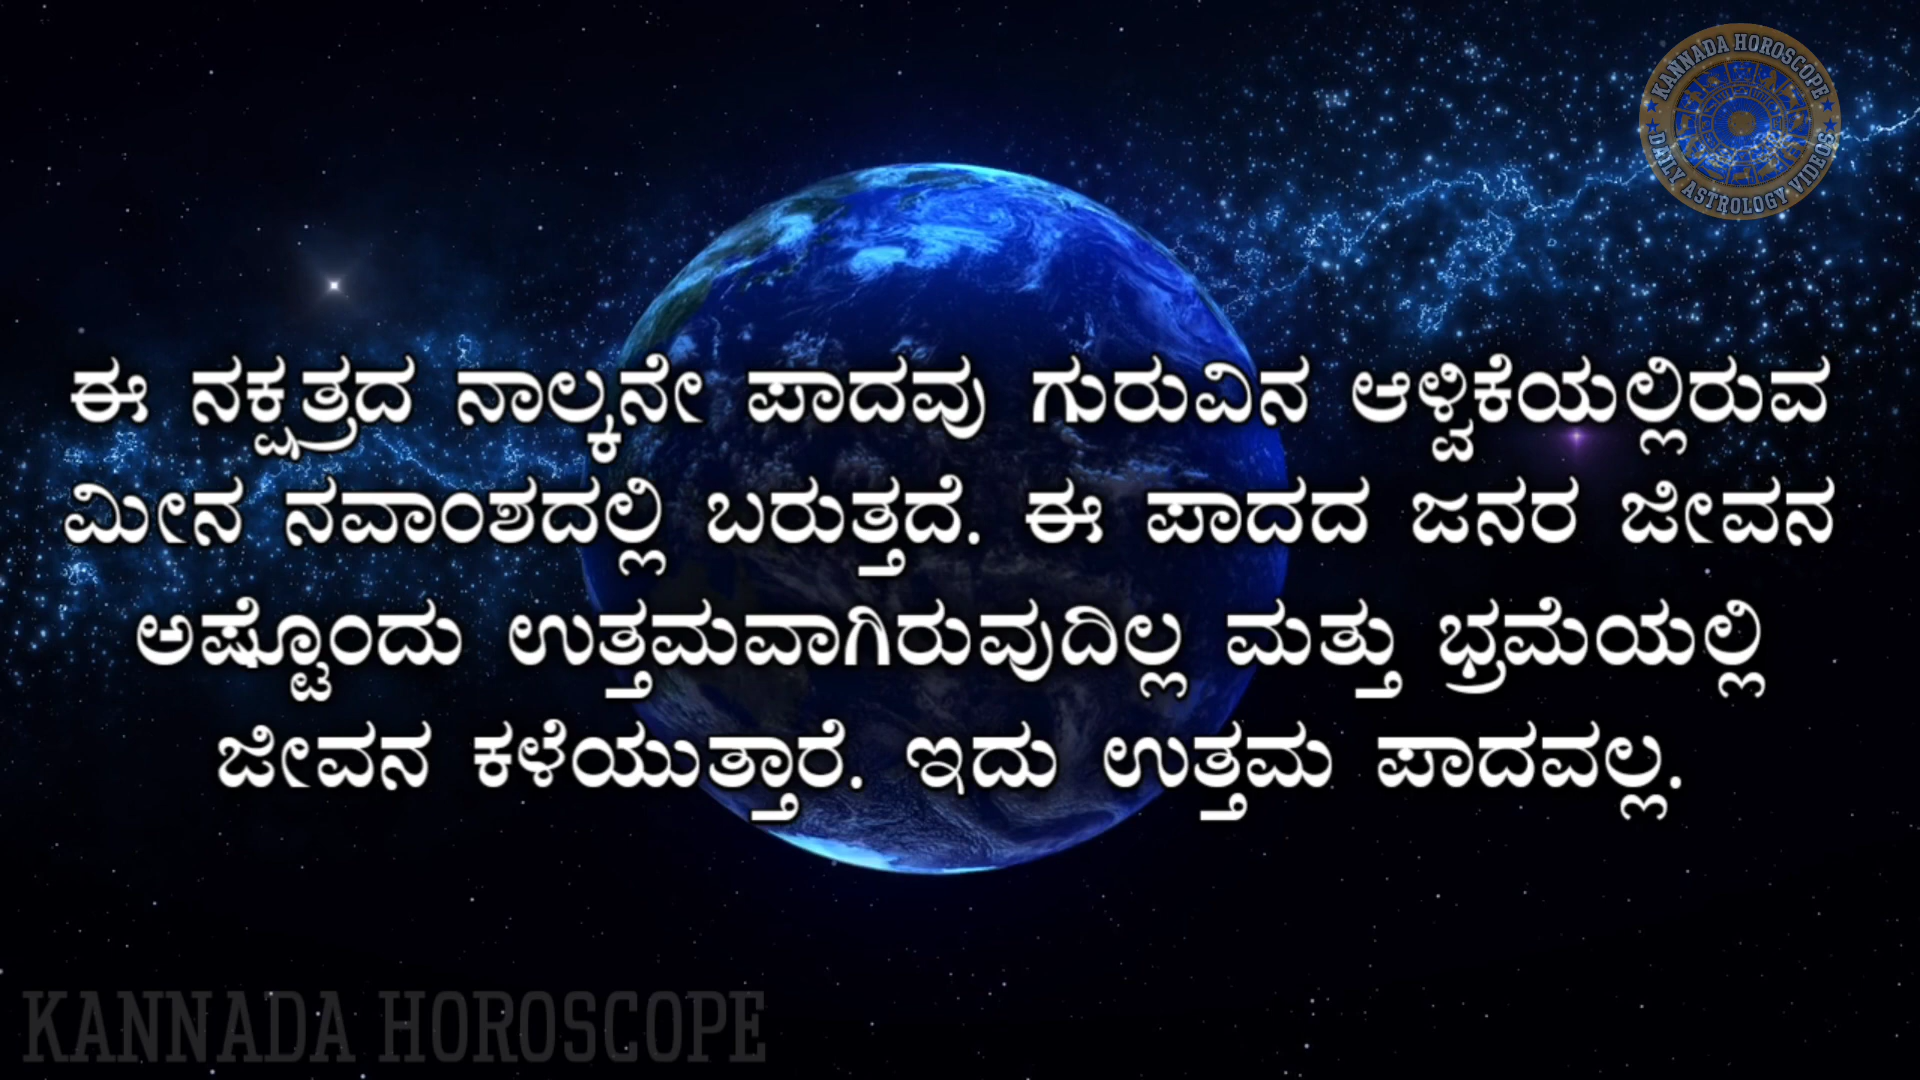 KANNADA HOROSCOPE
DAILY ASTROLOGY VIDEOS
ಈ ನಕ್ಷತ್ರದ ನಾಲ್ಕನೇ ಪಾದವು ಗುರುವಿನ ಆಳ್ವಿಕೆಯಲ್ಲಿರುವ
ಮೀನ ನವಾಂಶದಲ್ಲಿ ಬರುತ್ತದೆ. ಈ ಪಾದದ ಜನರ ಜೀವನ
ಅಷ್ಟೊಂದು ಉತ್ತಮವಾಗಿರುವುದಿಲ್ಲ ಮತ್ತು ಭ್ರಮೆಯಲ್ಲಿ
ಜೀವನ ಕಳೆಯುತ್ತಾರೆ. ಇದು ಉತ್ತಮ ಪಾದವಲ್ಲ.
KANNADA HOROSCOPE